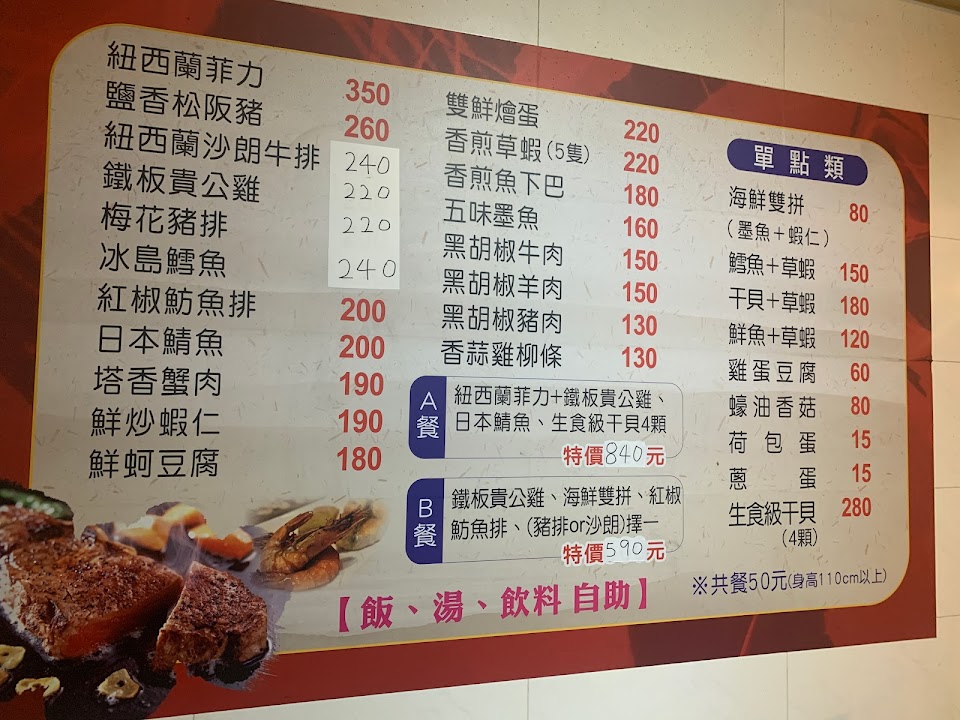 紐西蘭菲力 350
鹽香松阪豬 260
紐西蘭沙朗牛排 240
鐵板貴公雞 220
梅花豬排 220
冰島鱈魚 240
紅椒魴魚排 200
日本鯖魚 200
塔香蟹肉 190
鮮炒蝦仁 190
鮮蚵豆腐 180
雙鮮燴蛋 220
香煎草蝦(5隻) 220
香煎魚下巴 180
五味墨魚 160
黑胡椒牛肉 150
黑胡椒羊肉 150
黑胡椒豬肉 130
香蒜雞柳條 130
A餐
紐西蘭菲力+鐵板貴公雞、
日本鯖魚、生食級干貝4顆
特價840元
B餐
鐵板貴公雞、海鮮雙拼、紅椒
魴魚排、(豬排or沙朗)擇一
特價590元
單點類
海鮮雙拼 80
(墨魚+蝦仁)
鱈魚+草蝦 150
干貝+草蝦 180
鮮魚+草蝦 120
雞蛋豆腐 60
蠔油香菇 80
荷包蛋 15
蔥蛋 15
生食級干貝 280
(4顆)
※共餐50元(身高110cm以上)
【飯、湯、飲料 自助】